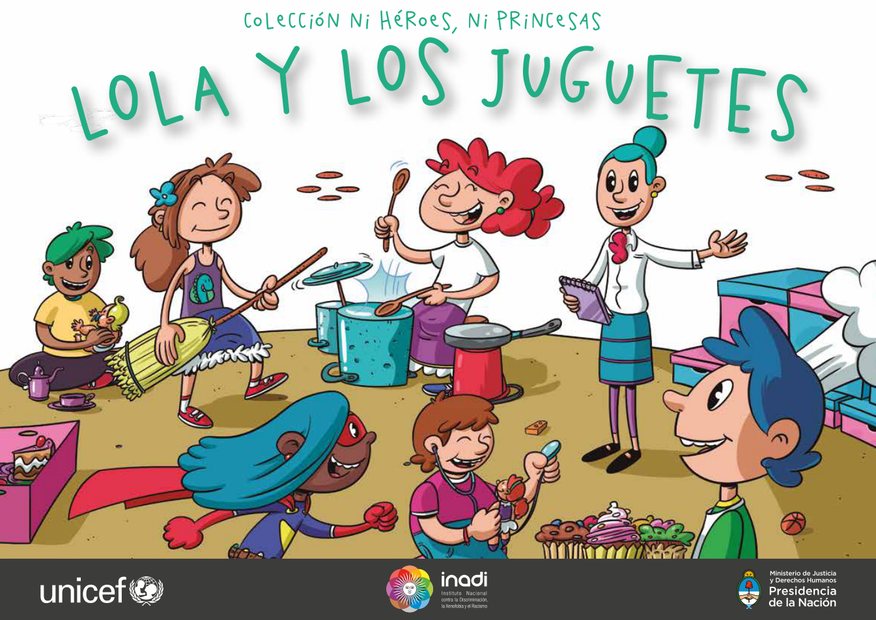 COLECCIÓN NI HÉROES, NI PRINCESAS
LOLA Y LOS JUGUETES
unicef
inadi
Instituto Nacional
contra la Discriminación,
la Xenofobia y el Racismo
Ministerio de Justicia
y Derechos Humanos
Presidencia
de la Nación